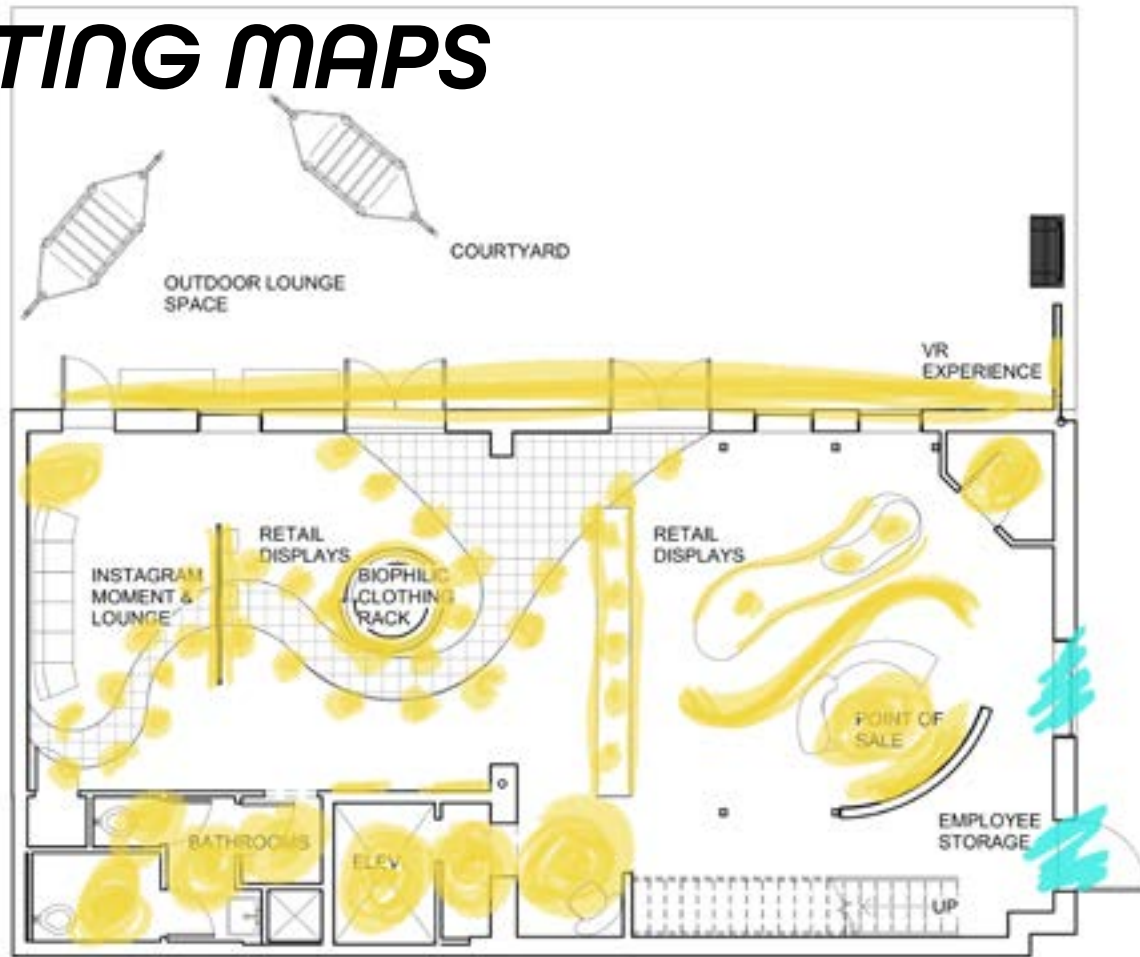 TING MAPS
COURTYARD
OUTDOOR LOUNGE
SPACE
VR
EXPERIENCE
RETAIL
DISPLAYS
RETAIL
DISPLAYS
INSTAGRAM
MOMENT &
LOUNGE
BIOPHILIC
CLOTHING
RACK
POINT OF
SALE
BATHROOMS
ELEV.
EMPLOYEE
STORAGE
UP